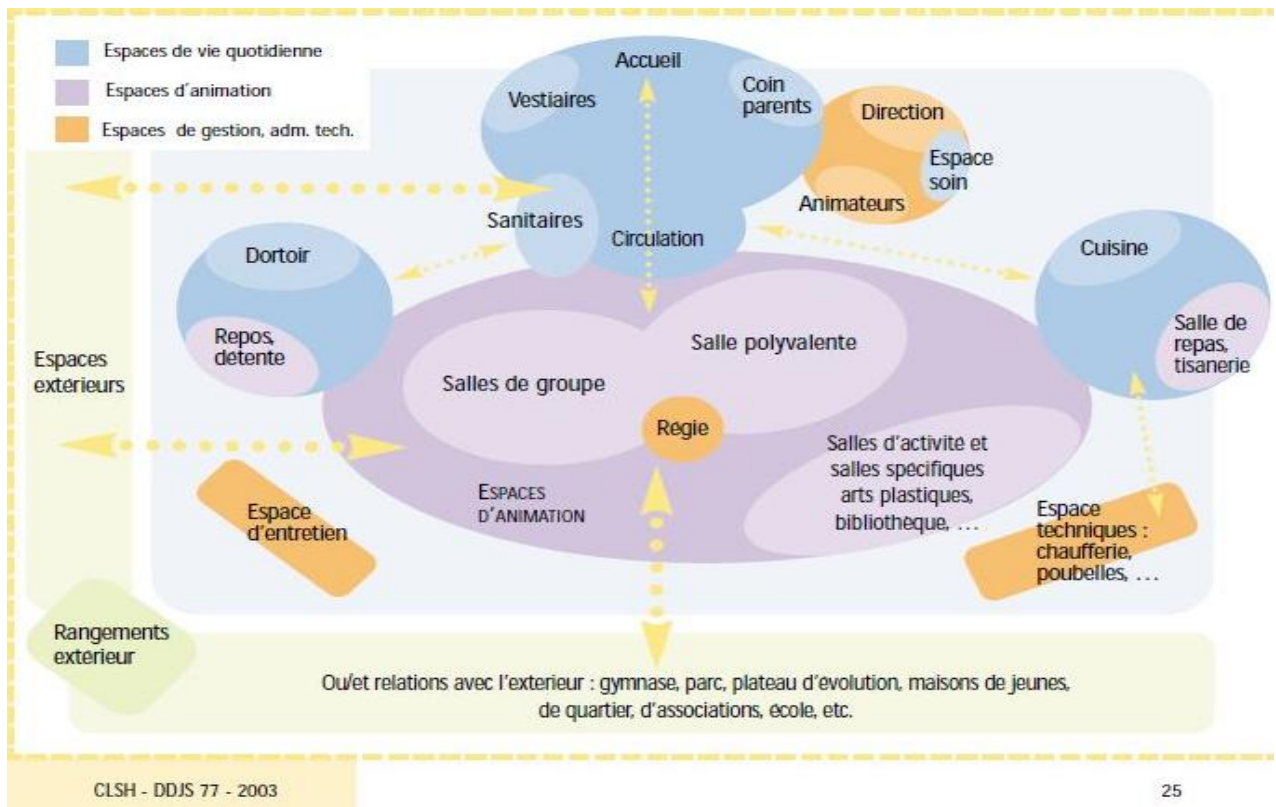 Espaces de vie quotidienne
Espaces d'animation
Espaces de gestion, adm. tech.
Accueil
Vestiaires
Coin
parents
Direction
Espace
soin
Animateurs
Sanitaires
Circulation
Dortoir
Cuisine
Repos,
détente
Salle de
repas,
tisanerie
Salle polyvalente
Salles de groupe
Espaces
extérieurs
Régie
Salles d'activité et
salles spécifiques
arts plastiques,
bibliothèque, ...
ESPACES
D'ANIMATION
Espace
d'entretien
Espace
techniques :
chaufferie,
poubelles, ...
Rangements
extérieur
Ou/et relations avec l'exterieur : gymnase, parc, plateau d'évolution, maisons de jeunes,
de quartier, d'associations, école, etc.
CLSH - DDJS 77 - 2003
25